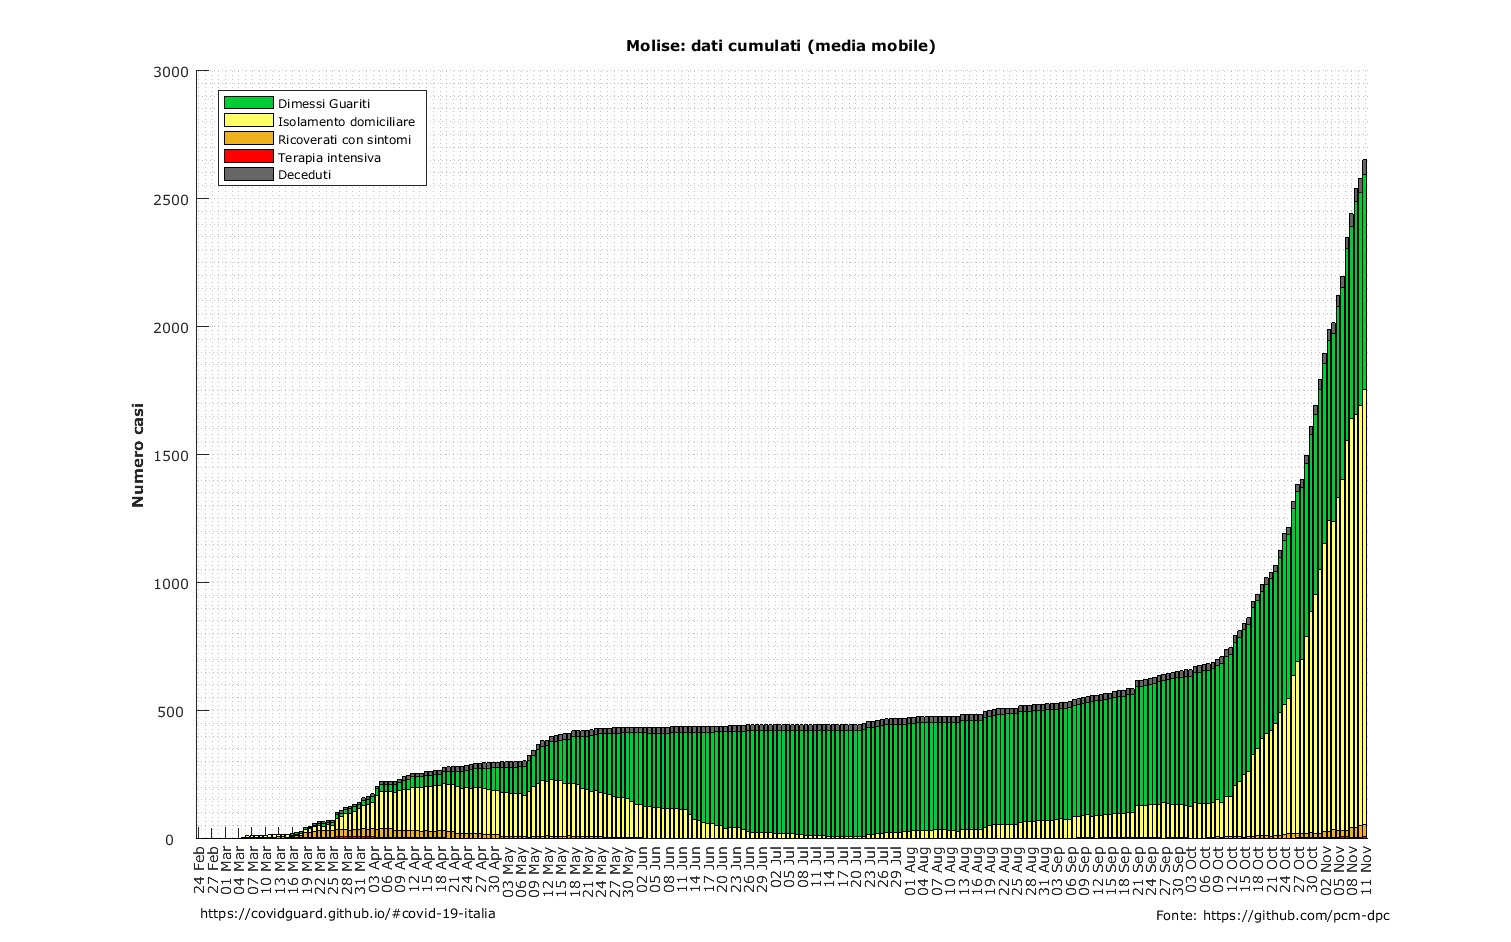 Molise: dati cumulati (media mobile)
Numero casi
3000
2500
2000
1500
1000
500
0
Dimessi Guariti
Isolamento domiciliare
Ricoverati con sintomi
Terapia intensiva
Deceduti
24 Feb
27 Feb
01 Mar
04 Mar
07 Mar
10 Mar
13 Mar
16 Mar
19 Mar
22 Mar
25 Mar
28 Mar
31 Mar
03 Apr
06 Apr
09 Apr
12 Apr
15 Apr
18 Apr
21 Apr
24 Apr
27 Apr
30 Apr
03 May
06 May
09 May
12 May
15 May
18 May
21 May
24 May
27 May
30 May
02 Jun
05 Jun
08 Jun
11 Jun
14 Jun
17 Jun
20 Jun
23 Jun
26 Jun
29 Jun
02 Jul
05 Jul
08 Jul
11 Jul
14 Jul
17 Jul
20 Jul
23 Jul
26 Jul
29 Jul
01 Aug
04 Aug
07 Aug
10 Aug
13 Aug
16 Aug
19 Aug
22 Aug
25 Aug
28 Aug
31 Aug
03 Sep
06 Sep
09 Sep
12 Sep
15 Sep
18 Sep
21 Sep
24 Sep
27 Sep
30 Sep
03 Oct
06 Oct
09 Oct
12 Oct
15 Oct
18 Oct
21 Oct
24 Oct
27 Oct
30 Oct
02 Nov
05 Nov
08 Nov
11 Nov
https://covidguard.github.io/#covid-19-italia
Fonte: https://github.com/pcm-dpc